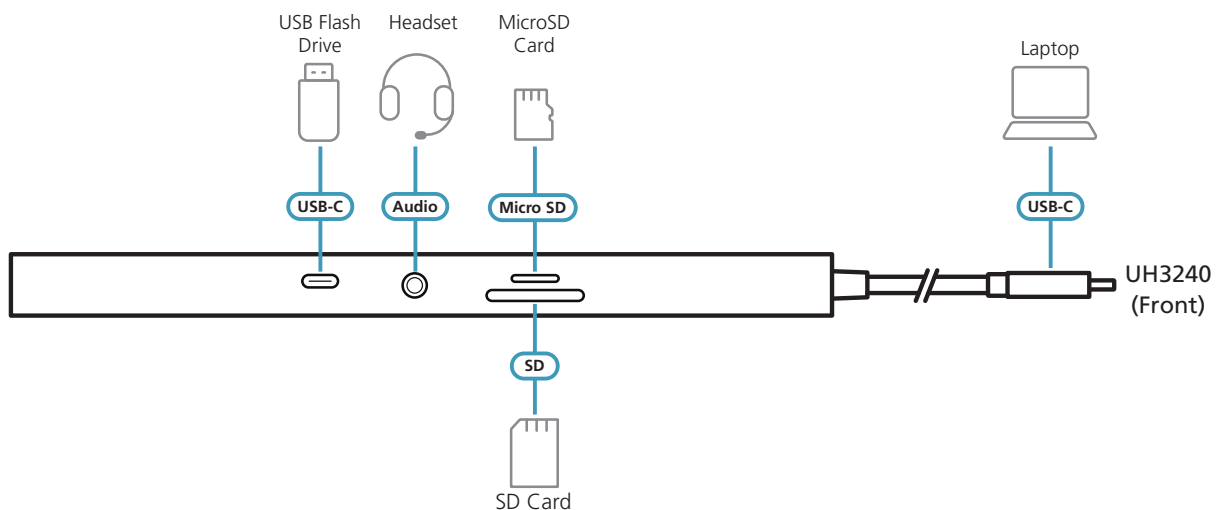 USB Flash
Drive
Headset
MicroSD
Card
Laptop
USB-C
Audio
Micro SD
USB-C
UH3240
(Front)
SD
SD Card